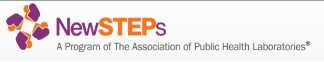 NewSTEPs
A Program of The Association of Public Health Laboratories®